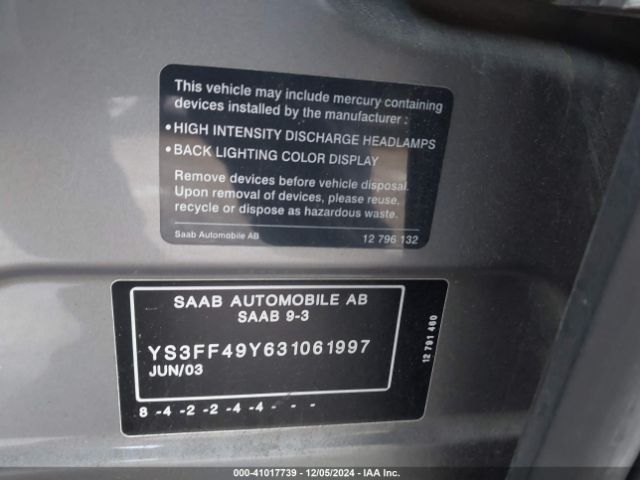 This vehicle may include mercury containing
devices installed by the manufacturer :
• HIGH INTENSITY DISCHARGE HEADLAMPS
• BACK LIGHTING COLOR DISPLAY
Remove devices before vehicle disposal.
Upon removal of devices, please reuse,
recycle or dispose as hazardous waste.
Saab Automobile AB 12 796 132
SAAB AUTOMOBILE AB
SAAB 9-3
YS3FF49Y631061997
JUN/03
8 -4 -2 -2 -4 -4 - - -
12 791 460
000-41017739 - 12/05/2024 - IAA Inc.